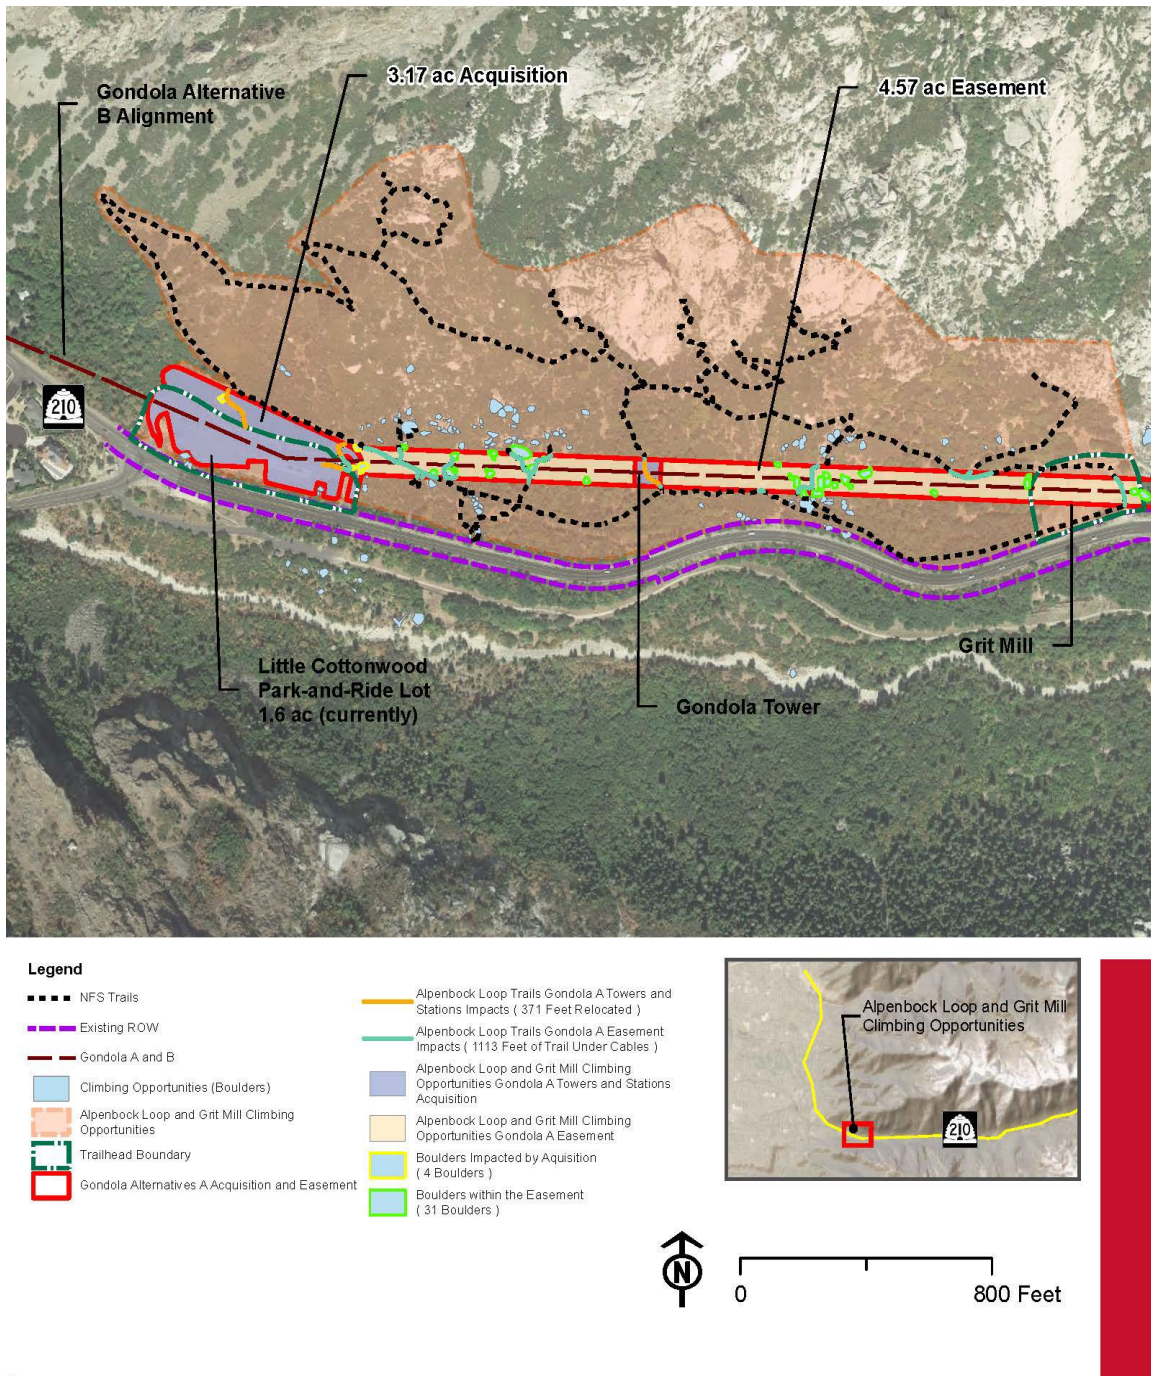 3.17 ac Acquisition
Gondola Alternative
B Alignment
4.57 ac Easement
210
Little Cottonwood
Park-and-Ride Lot
1.6 ac (currently)
Gondola Tower
Grit Mill
Legend
NFS Trails
Existing ROW
Gondola A and B
Climbing Opportunities (Boulders)
Alpenbock Loop and Grit Mill Climbing
Opportunities
Trailhead Boundary
Gondola Alternatives A Acquisition and Easement
Alpenbock Loop Trails Gondola A Towers and
Stations Impacts ( 371 Feet Relocated )
Alpenbock Loop Trails Gondola A Easement
Impacts ( 1113 Feet of Trail Under Cables )
Alpenbock Loop and Grit Mill Climbing
Opportunities Gondola A Towers and Stations
Acquisition
Alpenbock Loop and Grit Mill Climbing
Opportunities Gondola A Easement
Boulders Impacted by Aquisition
( 4 Boulders )
Boulders within the Easement
( 31 Boulders )
Alpenbock Loop and Grit Mill
Climbing Opportunities
210
N
0
800 Feet